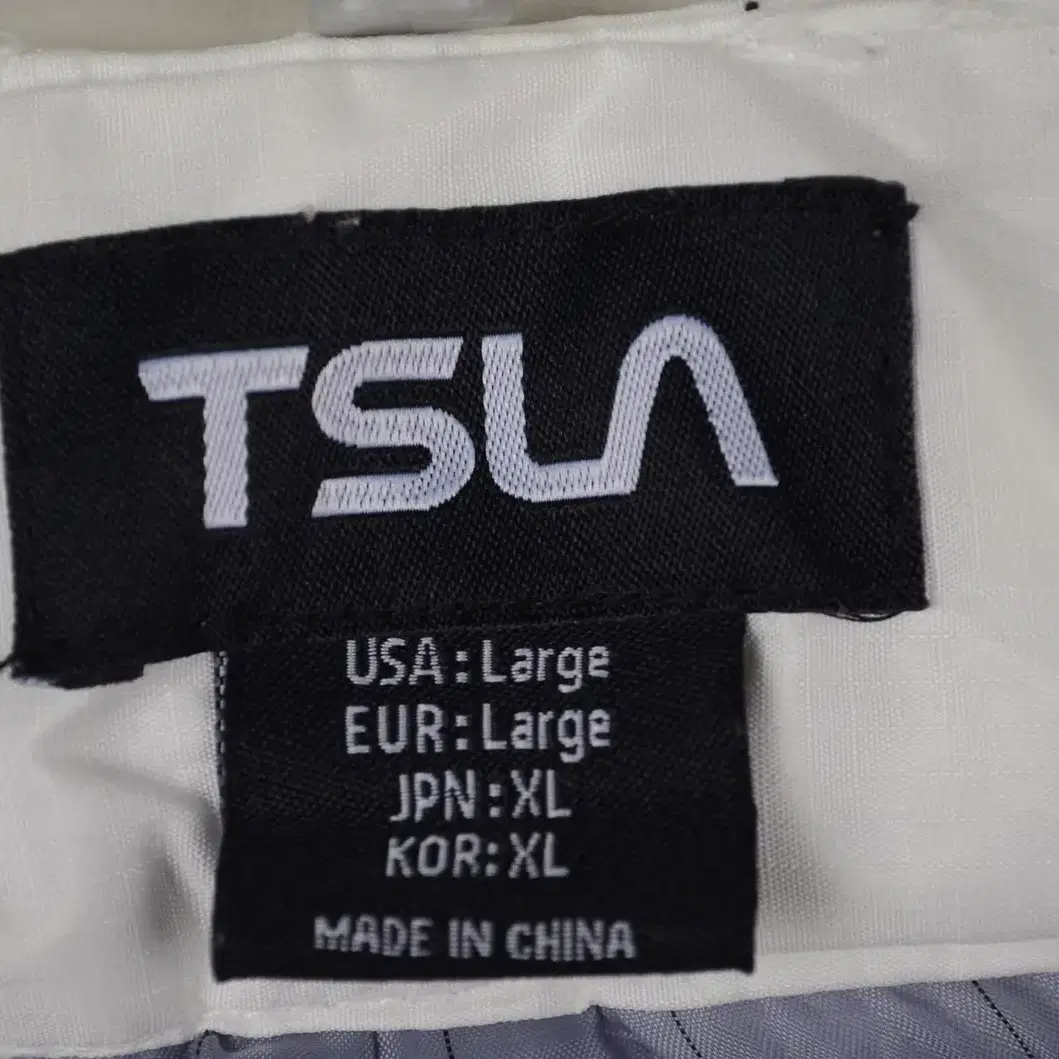 TSLA
USA: Large
EUR: Large
JPN: XL
KOR: XL
MADE IN CHINA